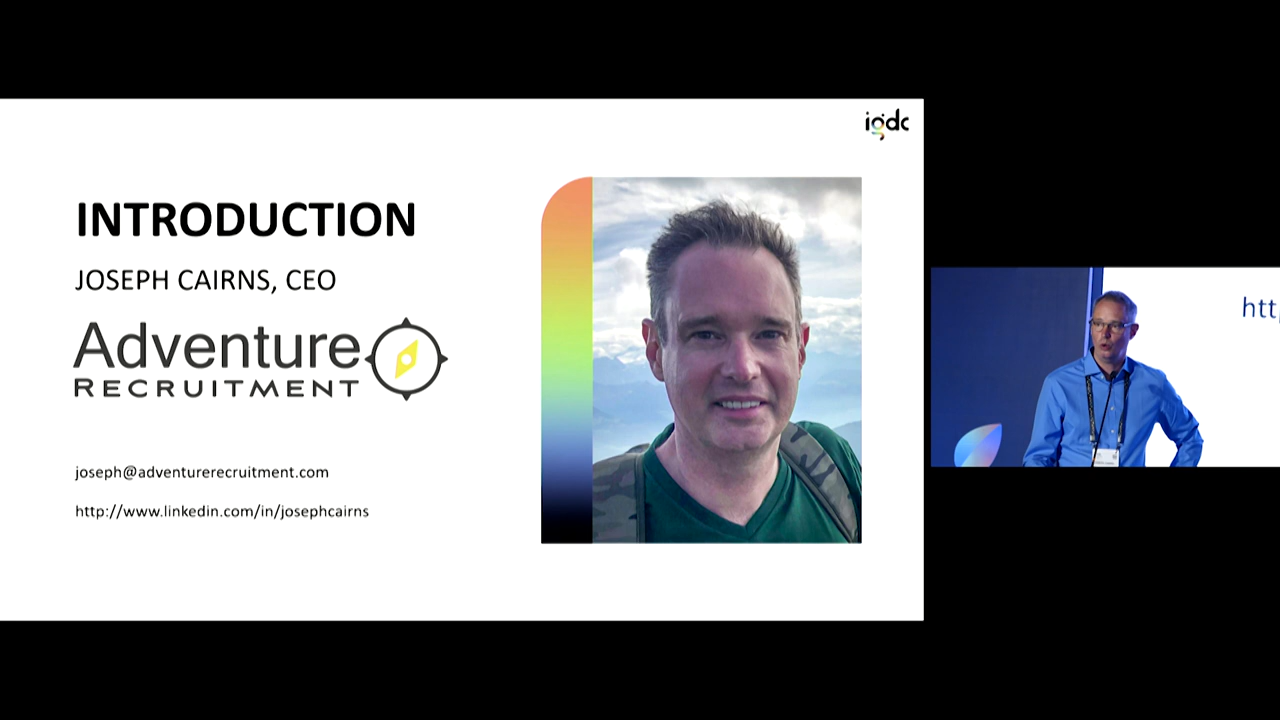 igdc
INTRODUCTION
JOSEPH CAIRNS, CEO
Adventure
RECRUITMENT
joseph@adventurerecruitment.com
http://www.linkedin.com/in/josephcairns
htt